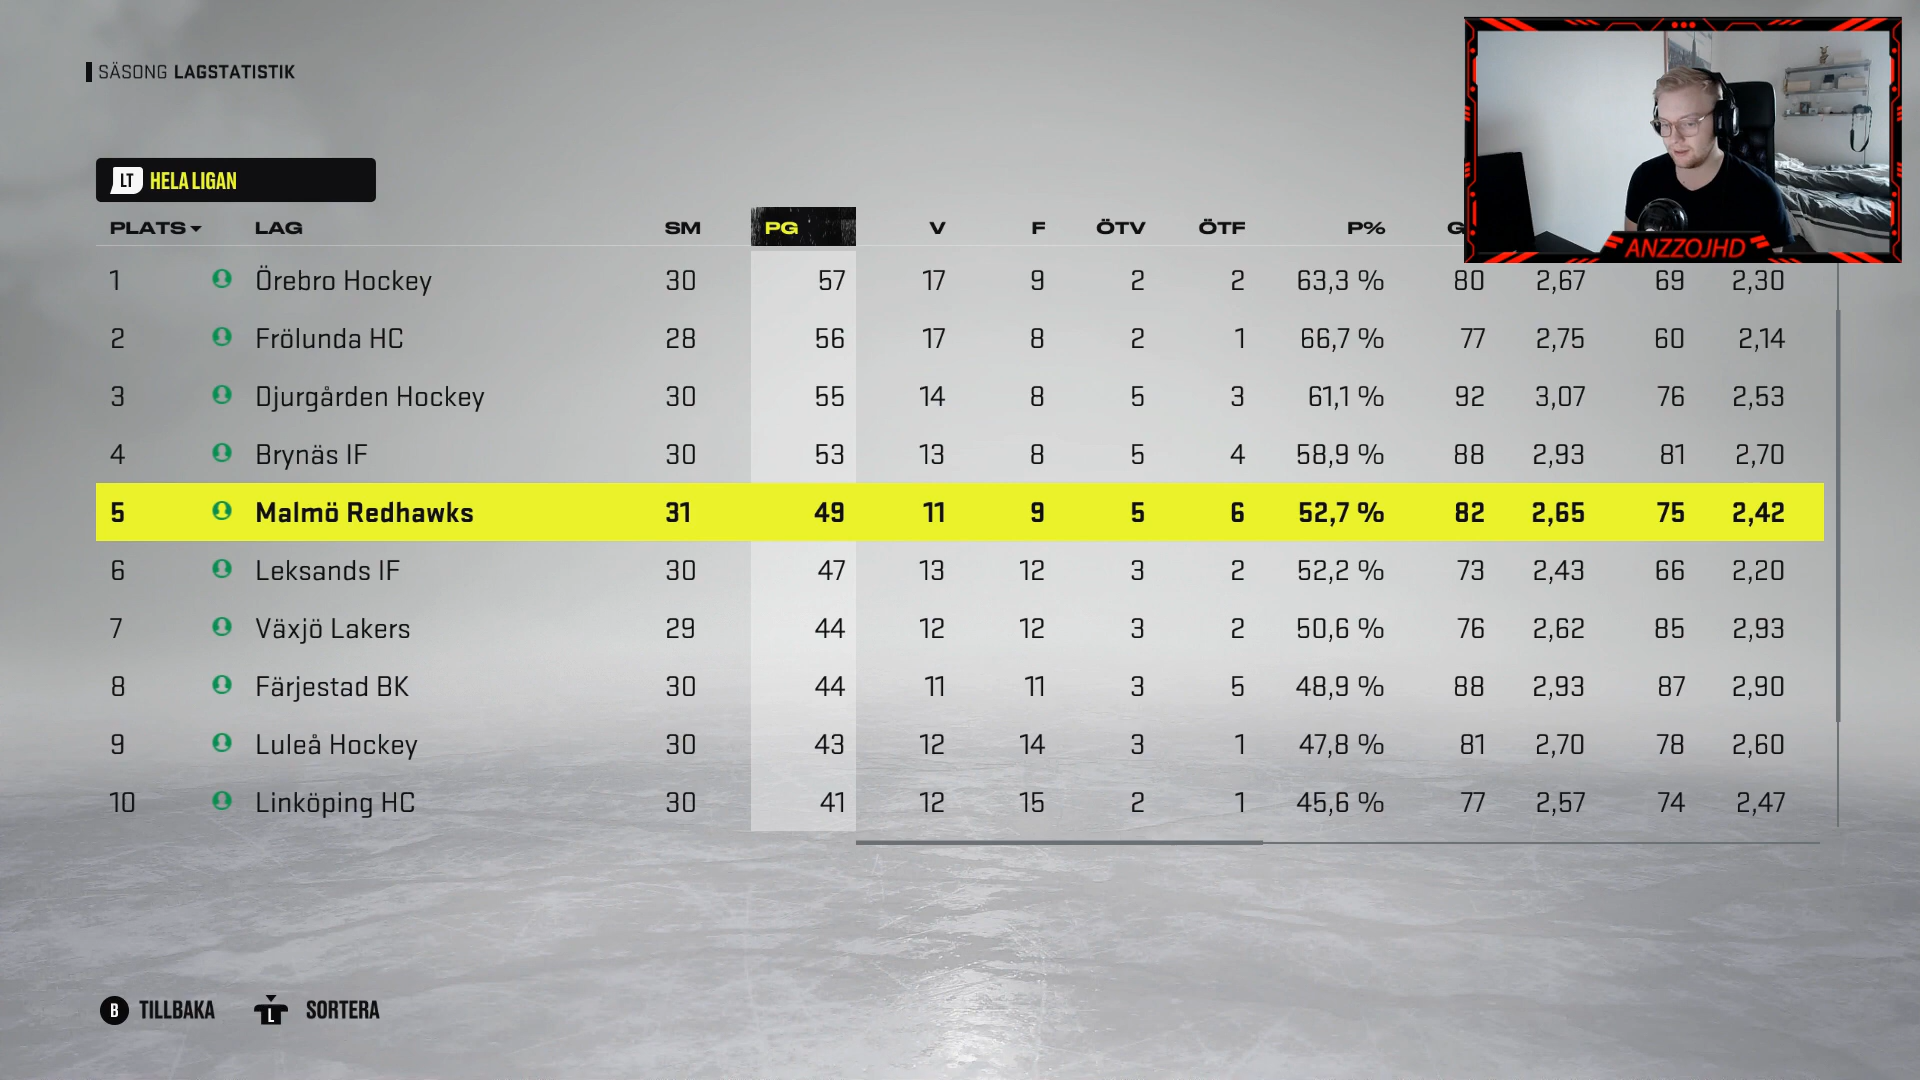 SÄSONG LAGSTATISTIK
LT HELA LIGAN
PLATS LAG SM PG V F ÖTV ÖTF P% G
1 Örebro Hockey 30 57 17 9 2 2 63,3 % 80 2,67 69 2,30
2 Frölunda HC 28 56 17 8 2 1 66,7 % 77 2,75 60 2,14
3 Djurgården Hockey 30 55 14 8 5 3 61,1 % 92 3,07 76 2,53
4 Brynäs IF 30 53 13 8 5 4 58,9 % 88 2,93 81 2,70
5 Malmö Redhawks 31 49 11 9 5 6 52,7 % 82 2,65 75 2,42
6 Leksands IF 30 47 13 12 3 2 52,2 % 73 2,43 66 2,20
7 Växjö Lakers 29 44 12 12 3 2 50,6 % 76 2,62 85 2,93
8 Färjestad BK 30 44 11 11 3 5 48,9 % 88 2,93 87 2,90
9 Luleå Hockey 30 43 12 14 3 1 47,8 % 81 2,70 78 2,60
10 Linköping HC 30 41 12 15 2 1 45,6 % 77 2,57 74 2,47
B TILLBAKA L SORTERA
ANZZOJHD